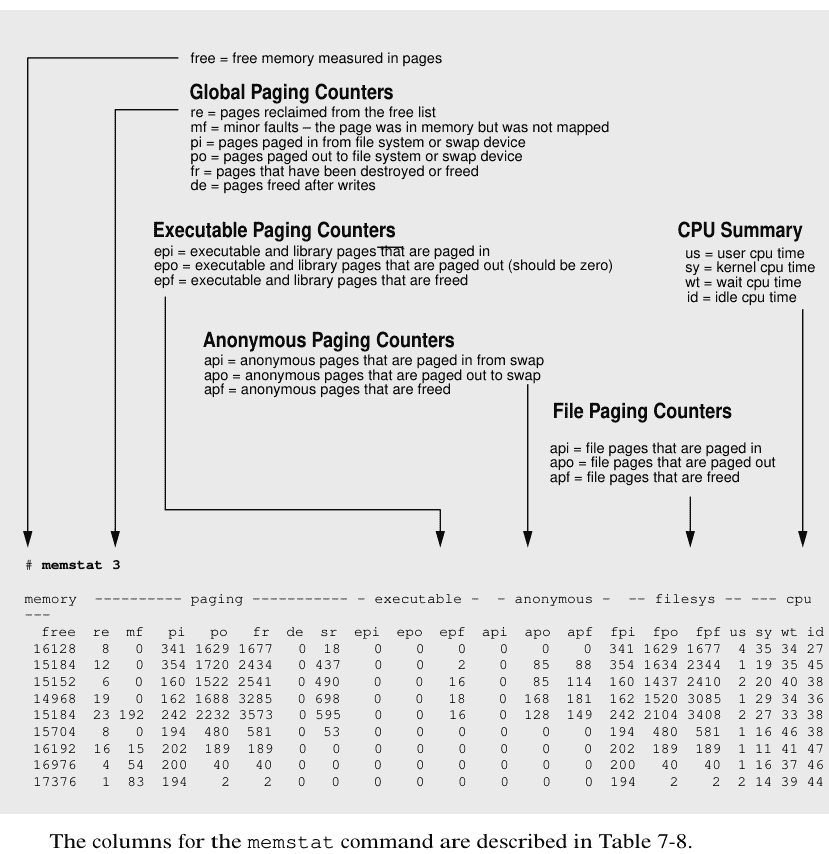 free = free memory measured in pages
Global Paging Counters
re = pages reclaimed from the free list
mf = minor faults – the page was in memory but was not mapped
pi = pages paged in from file system or swap device
po = pages paged out to file system or swap device
fr = pages that have been destroyed or freed
de = pages freed after writes
Executable Paging Counters
epi = executable and library pages that are paged in
epo = executable and library pages that are paged out (should be zero)
epf = executable and library pages that are freed
CPU Summary
us = user cpu time
sy = kernel cpu time
wt = wait cpu time
id = idle cpu time
Anonymous Paging Counters
api = anonymous pages that are paged in from swap
apo = anonymous pages that are paged out to swap
apf = anonymous pages that are freed
File Paging Counters
api = file pages that are paged in
apo = file pages that are paged out
apf = file pages that are freed
# memstat 3
memory ---------- paging ----------- - executable - - anonymous - -- filesys -- --- cpu
---
free re mf pi po fr de sr epi epo epf api apo apf fpi fpo fpf us sy wt id
16128 8 0 341 1629 1677 0 18 0 0 0 0 0 0 341 1629 1677 4 35 34 27
15184 12 0 354 1720 2434 0 437 0 0 2 0 85 88 354 1634 2344 1 19 35 45
15152 6 0 160 1522 2541 0 490 0 0 16 0 85 114 160 1437 2410 2 20 40 38
14968 19 0 162 1688 3285 0 698 0 0 18 0 168 181 162 1520 3085 1 29 34 36
15184 23 192 242 2232 3573 0 595 0 0 16 0 128 149 242 2104 3408 2 27 33 38
15704 8 0 194 480 581 0 53 0 0 0 0 0 0 194 480 581 1 16 46 38
16192 16 15 202 189 189 0 0 0 0 0 0 0 0 202 189 189 1 11 41 47
16976 4 54 200 40 40 0 0 0 0 0 0 0 0 200 40 40 1 16 37 46
17376 1 83 194 2 2 0 0 0 0 0 0 0 0 194 2 2 2 14 39 44
The columns for the memstat command are described in Table 7-8.